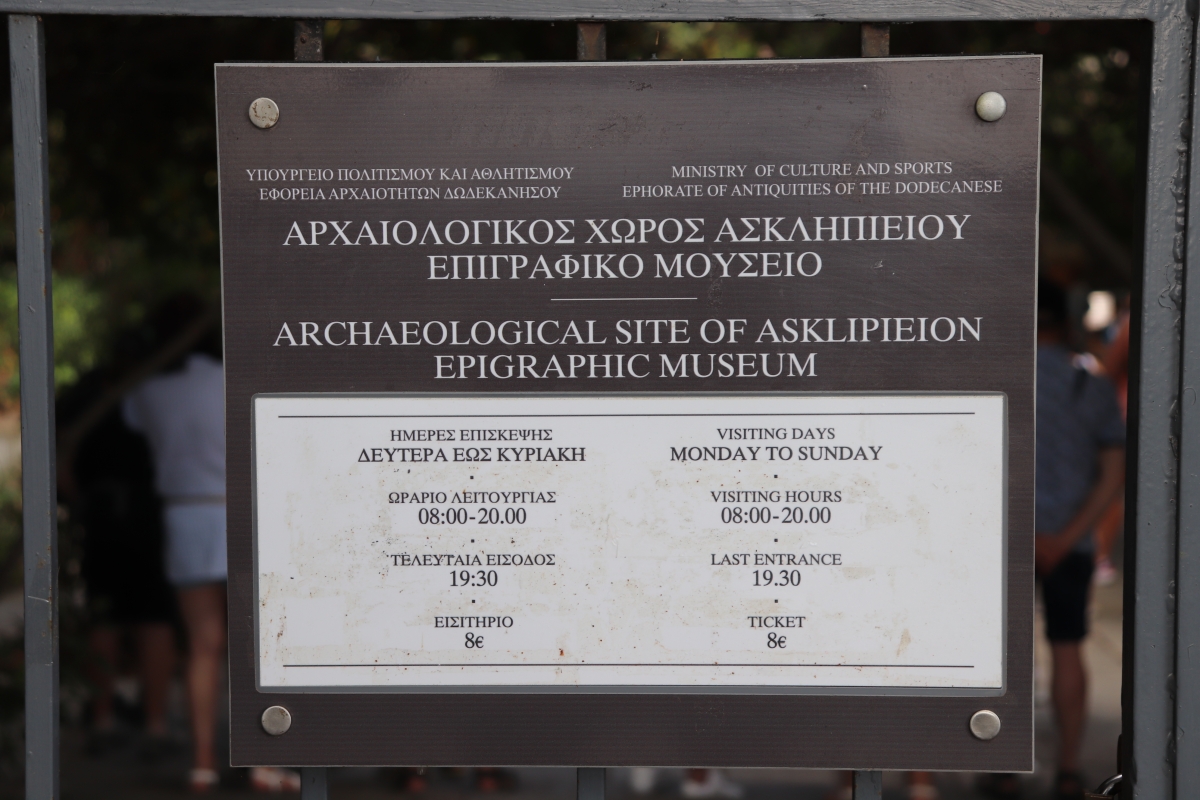 ΥΠΟΥΡΓΕΙΟ ΠΟΛΙΤΙΣΜΟΥ ΚΑΙ ΑΘΛΗΤΙΣΜΟΥ
ΕΦΟΡΕΙΑ ΑΡΧΑΙΟΤΗΤΩΝ ΔΩΔΕΚΑΝΗΣΟΥ
MINISTRY OF CULTURE AND SPORTS
EPHORATE OF ANTIQUITIES OF THE DODECANESE
ΑΡΧΑΙΟΛΟΓΙΚΟΣ ΧΩΡΟΣ ΑΣΚΛΗΠΙΕΙΟΥ
ΕΠΙΓΡΑΦΙΚΟ ΜΟΥΣΕΙΟ
ARCHAEOLOGICAL SITE OF ASKLIPIEION
EPIGRAPHIC MUSEUM
ΗΜΕΡΕΣ ΕΠΙΣΚΕΨΗΣ
ΔΕΥΤΕΡΑ ΕΩΣ ΚΥΡΙΑΚΗ
ΩΡΑΡΙΟ ΛΕΙΤΟΥΡΓΙΑΣ
08:00-20.00
ΤΕΛΕΥΤΑΙΑ ΕΙΣΟΔΟΣ
19:30
ΕΙΣΙΤΗΡΙΟ
8€
VISITING DAYS
MONDAY TO SUNDAY
VISITING HOURS
08:00-20.00
LAST ENTRANCE
19.30
TICKET
8€